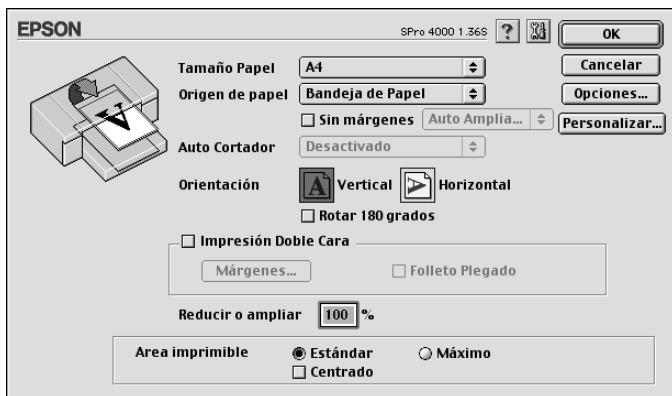 EPSON
SPro 4000 1.36S
?
OK
Tamaño Papel
A4
Cancelar
Origen de papel
Bandeja de Papel
Opciones...
Sin márgenes
Auto Amplia...
Personalizar...
Auto Cortador
Desactivado
Orientación
A
Vertical
A
Horizontal
Rotar 180 grados
Impresión Doble Cara
Márgenes...
Folleto Plegado
Reducir o ampliar
100 %
Area imprimible
Estándar
Máximo
Centrado